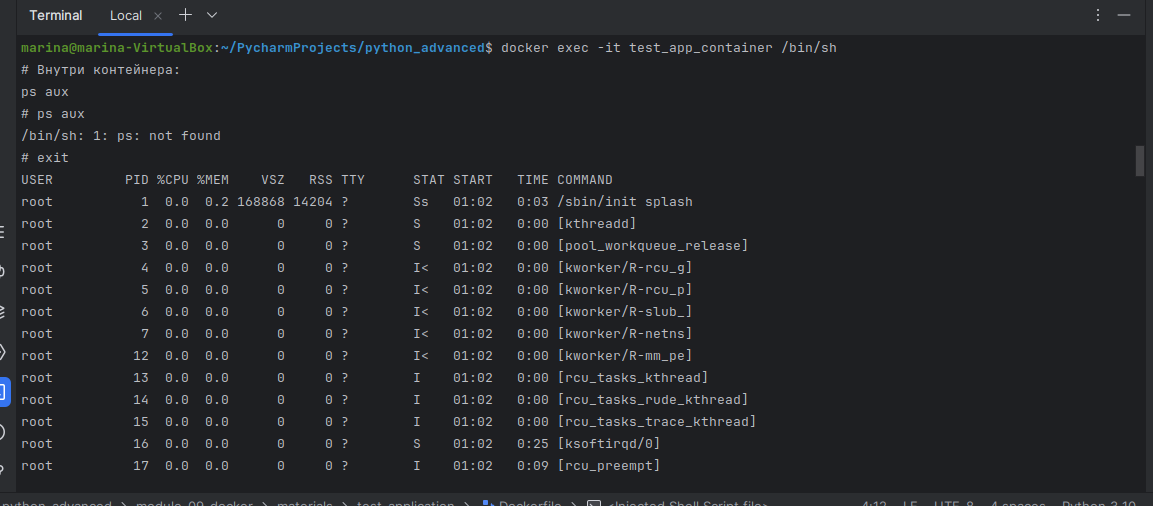 Terminal Local
marina@marina-VirtualBox:~/PycharmProjects/python_advanced$ docker exec -it test_app_container /bin/sh
# Внутри контейнера:
ps aux
# ps aux
/bin/sh: 1: ps: not found
# exit
USER PID %CPU %MEM VSZ RSS TTY STAT START TIME COMMAND
root 1 0.0 0.2 168868 14204 ? Ss 01:02 0:03 /sbin/init splash
root 2 0.0 0.0 0 0 ? S 01:02 0:00 [kthreadd]
root 3 0.0 0.0 0 0 ? S 01:02 0:00 [pool_workqueue_release]
root 4 0.0 0.0 0 0 ? I< 01:02 0:00 [kworker/R-rcu_g]
root 5 0.0 0.0 0 0 ? I< 01:02 0:00 [kworker/R-rcu_p]
root 6 0.0 0.0 0 0 ? I< 01:02 0:00 [kworker/R-slub_]
root 7 0.0 0.0 0 0 ? I< 01:02 0:00 [kworker/R-netns]
root 12 0.0 0.0 0 0 ? I< 01:02 0:00 [kworker/R-mm_pe]
root 13 0.0 0.0 0 0 ? I 01:02 0:00 [rcu_tasks_kthread]
root 14 0.0 0.0 0 0 ? I 01:02 0:00 [rcu_tasks_rude_kthread]
root 15 0.0 0.0 0 0 ? I 01:02 0:00 [rcu_tasks_trace_kthread]
root 16 0.0 0.0 0 0 ? S 01:02 0:25 [ksoftirqd/0]
root 17 0.0 0.0 0 0 ? I 01:02 0:09 [rcu_preempt]
python_advanced > module_09_docker > materials > test_application > Dockerfile > <Injected Shell Script file> 4:12 LF UTF-8 4 spaces Python 3.10